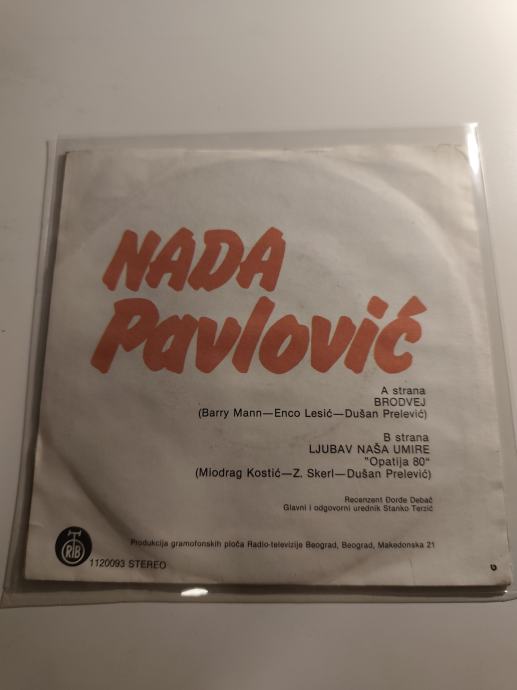 NADA
Pavlović
A strana
BRODVEJ
(Barry Mann—Enco Lesić—Dušan Prelević)
B strana
LJUBAV NAŠA UMIRE
"Opatija 80"
(Miodrag Kostić—Z. Skerl—Dušan Prelević)
Recenzent Đorđe Debač
Glavni i odgovorni urednik Stanko Terzić
Produkcija gramofonskih ploča Radio-televizije Beograd, Beograd, Makedonska 21
RTB
1120093 STEREO